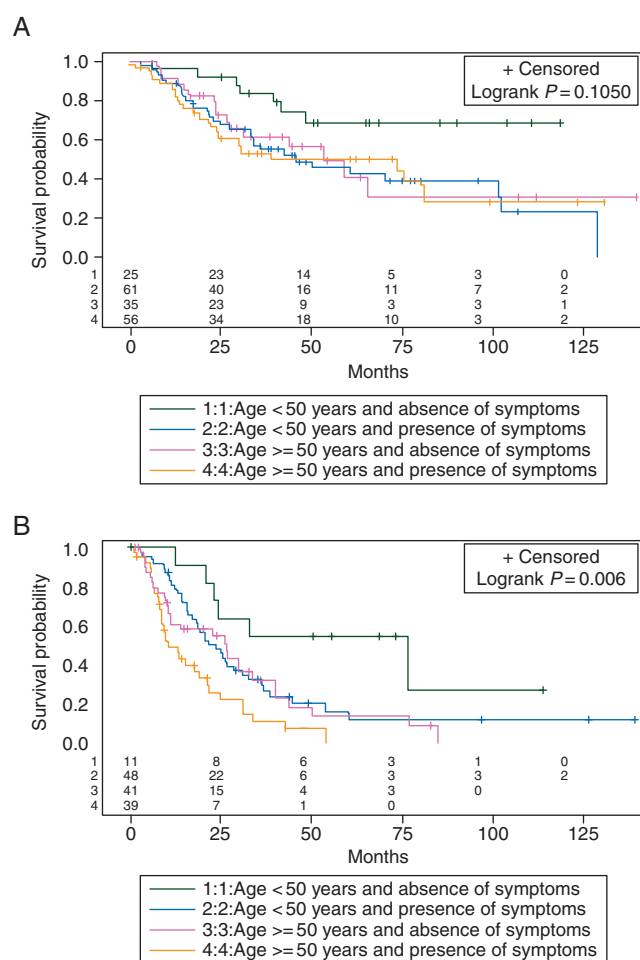 A
1.0
+ Censored
Logrank P = 0.1050
0.8
0.6
0.4
0.2
0.0
Survival probability
1 25 23 14 5 3 0
2 61 40 16 11 7 2
3 35 23 9 3 3 1
4 56 34 18 10 3 2
0 25 50 75 100 125
Months
1:1:Age < 50 years and absence of symptoms
2:2:Age < 50 years and presence of symptoms
3:3:Age >= 50 years and absence of symptoms
4:4:Age >= 50 years and presence of symptoms
B
1.0
+ Censored
Logrank P = 0.006
0.8
0.6
0.4
0.2
0.0
Survival probability
1 11 8 6 3 1 0
2 48 22 6 3 3 2
3 41 15 4 3 0
4 39 7 1 0
0 25 50 75 100 125
Months
1:1:Age < 50 years and absence of symptoms
2:2:Age < 50 years and presence of symptoms
3:3:Age >= 50 years and absence of symptoms
4:4:Age >= 50 years and presence of symptoms